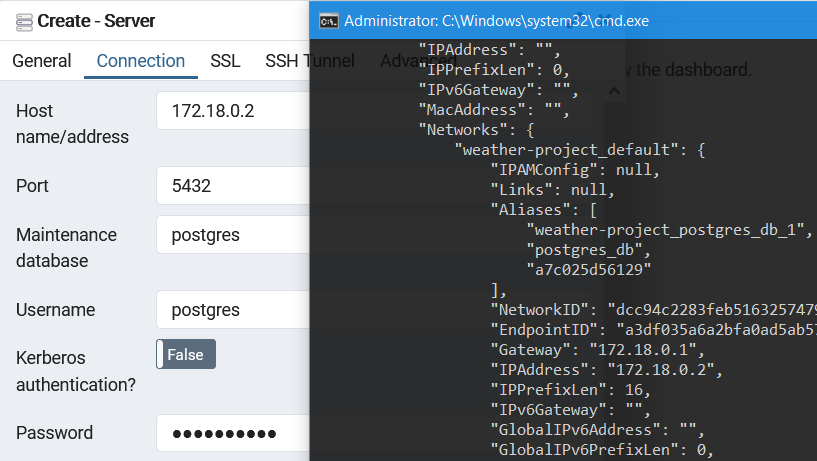 Create - Server
General Connection SSL SSH Tunnel Advanced
Host
name/address
172.18.0.2
Port
5432
Maintenance
database
postgres
Username
postgres
Kerberos
authentication?
False
Password
●●●●●●●●●●
Administrator: C:\Windows\system32\cmd.exe
the dashboard.
"IPAddress": "",
"IPPrefixLen": 0,
"IPv6Gateway": "",
"MacAddress": "",
"Networks": {
"weather-project_default": {
"IPAMConfig": null,
"Links": null,
"Aliases": [
"weather-project_postgres_db_1",
"postgres_db",
"a7c025d56129"
],
"NetworkID": "dcc94c2283feb5163257479
"EndpointID": "a3df035a6a2bfa0ad5ab57
"Gateway": "172.18.0.1",
"IPAddress": "172.18.0.2",
"IPPrefixLen": 16,
"IPv6Gateway": "",
"GlobalIPv6Address": "",
"GlobalIPv6PrefixLen": 0,